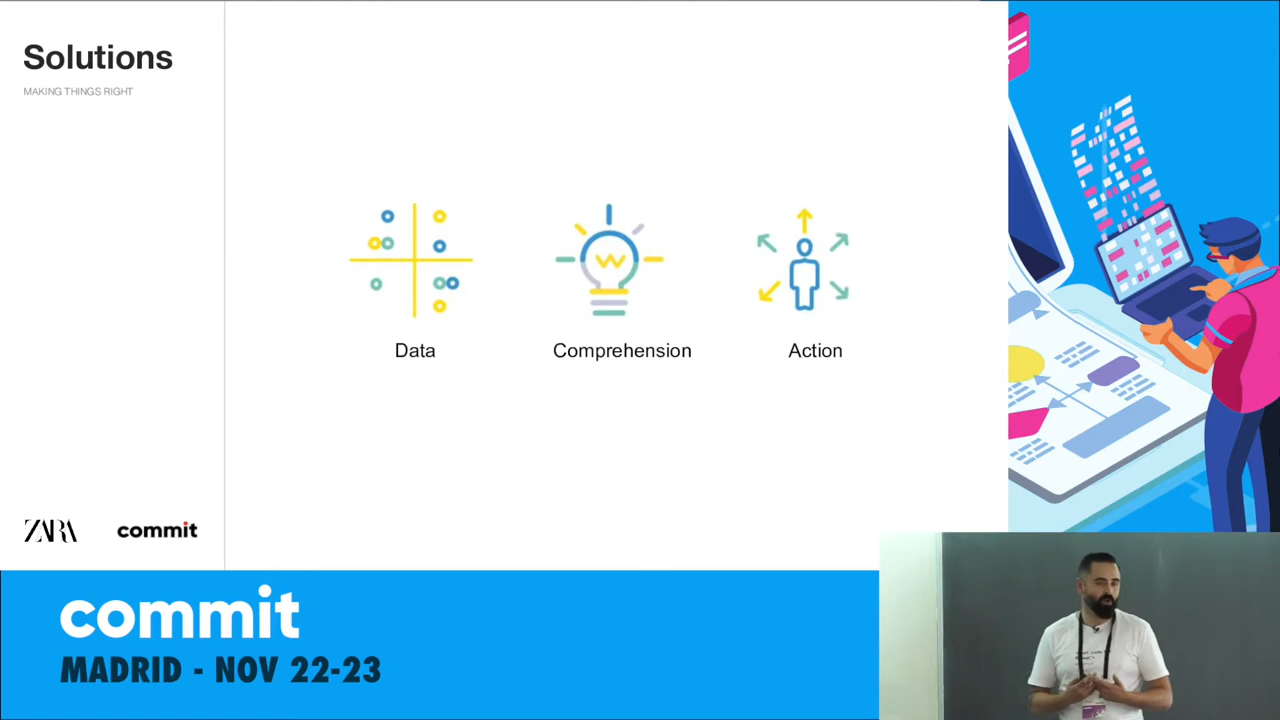 Solutions
MAKING THINGS RIGHT
Data
Comprehension
Action
ZARA
commit
commit
MADRID - NOV 22-23